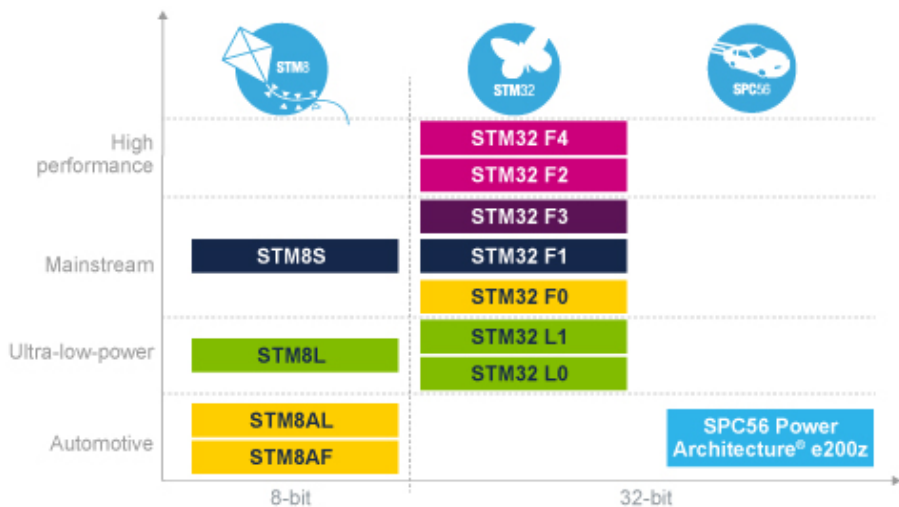 STM8
STM32
SPC56
High
performance
STM32 F4
STM32 F2
Mainstream
STM8S
STM32 F3
STM32 F1
STM32 F0
Ultra-low-power
STM8L
STM32 L1
STM32 L0
Automotive
STM8AL
STM8AF
SPC56 Power
Architecture® e200z
8-bit
32-bit